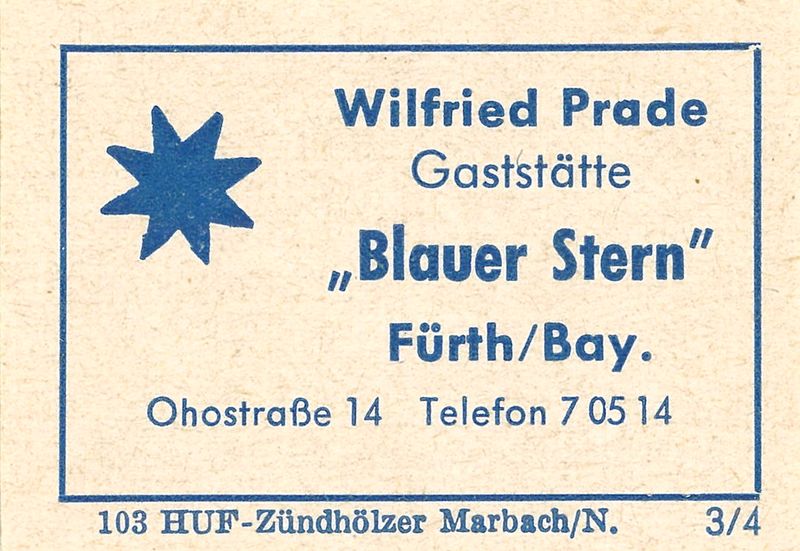 Wilfried Prade
Gaststätte
„Blauer Stern"
Fürth/Bay.
Ohostraße 14 Telefon 7 05 14
103 HUF-Zündhölzer Marbach/N. 3/4